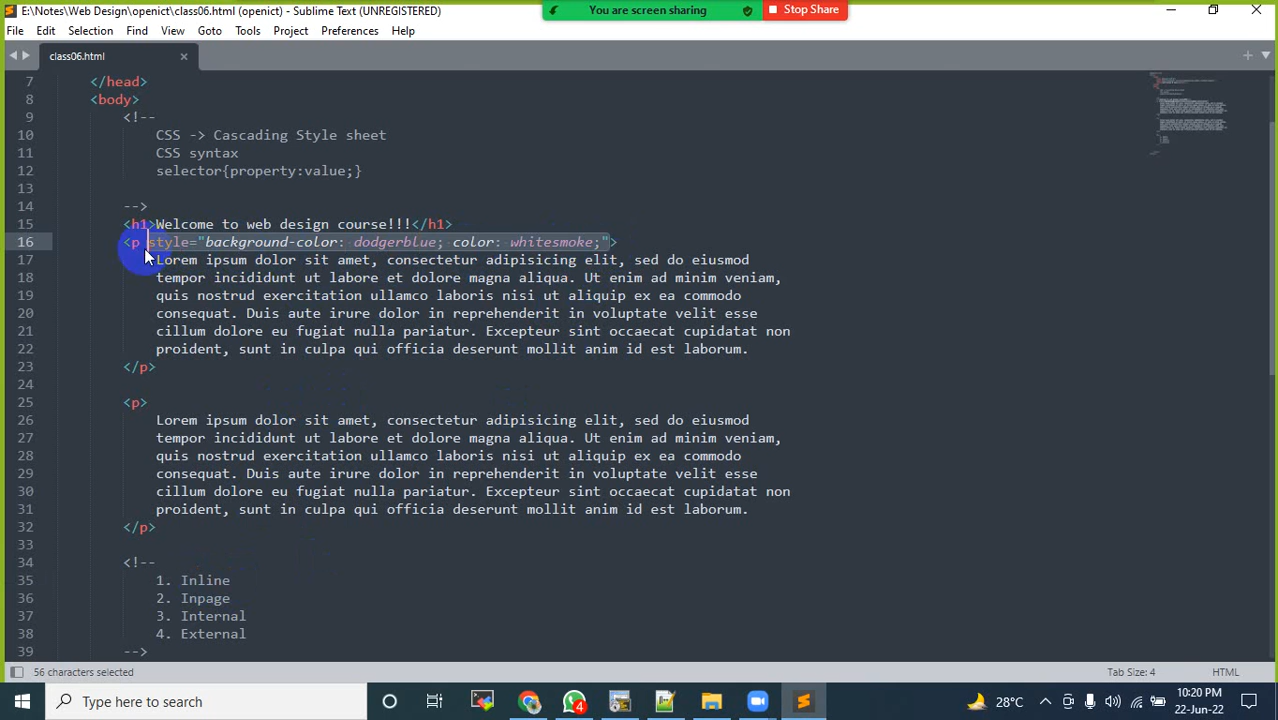 E:\Notes\Web Design\openict\class06.html (openict) - Sublime Text (UNREGISTERED)
You are screen sharing
Stop Share
File Edit Selection Find View Goto Tools Project Preferences Help
class06.html
7 </head>
8 <body>
9 <!--
10 CSS -> Cascading Style sheet
11 CSS syntax
12 selector{property:value;}
13
14 -->
15 <h1>Welcome to web design course!!!</h1>
16 <p style="background-color: dodgerblue; color: whitesmoke;">
17 Lorem ipsum dolor sit amet, consectetur adipisicing elit, sed do eiusmod
18 tempor incididunt ut labore et dolore magna aliqua. Ut enim ad minim veniam,
19 quis nostrud exercitation ullamco laboris nisi ut aliquip ex ea commodo
20 consequat. Duis aute irure dolor in reprehenderit in voluptate velit esse
21 cillum dolore eu fugiat nulla pariatur. Excepteur sint occaecat cupidatat non
22 proident, sunt in culpa qui officia deserunt mollit anim id est laborum.
23 </p>
24
25 <p>
26 Lorem ipsum dolor sit amet, consectetur adipisicing elit, sed do eiusmod
27 tempor incididunt ut labore et dolore magna aliqua. Ut enim ad minim veniam,
28 quis nostrud exercitation ullamco laboris nisi ut aliquip ex ea commodo
29 consequat. Duis aute irure dolor in reprehenderit in voluptate velit esse
30 cillum dolore eu fugiat nulla pariatur. Excepteur sint occaecat cupidatat non
31 proident, sunt in culpa qui officia deserunt mollit anim id est laborum.
32 </p>
33
34 <!--
35 1. Inline
36 2. Inpage
37 3. Internal
38 4. External
39 -->
56 characters selected
Tab Size: 4
HTML
Type here to search
4
28°C
10:20 PM
22-Jun-22